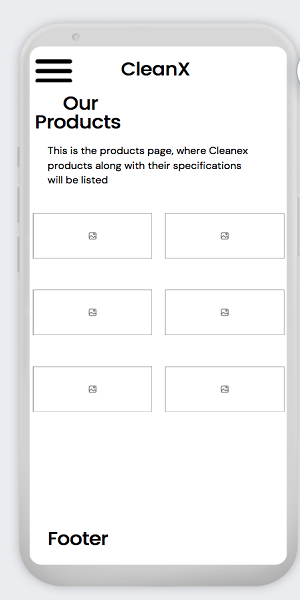 CleanX
Our
Products
This is the products page, where Cleanex
products along with their specifications
will be listed
Footer